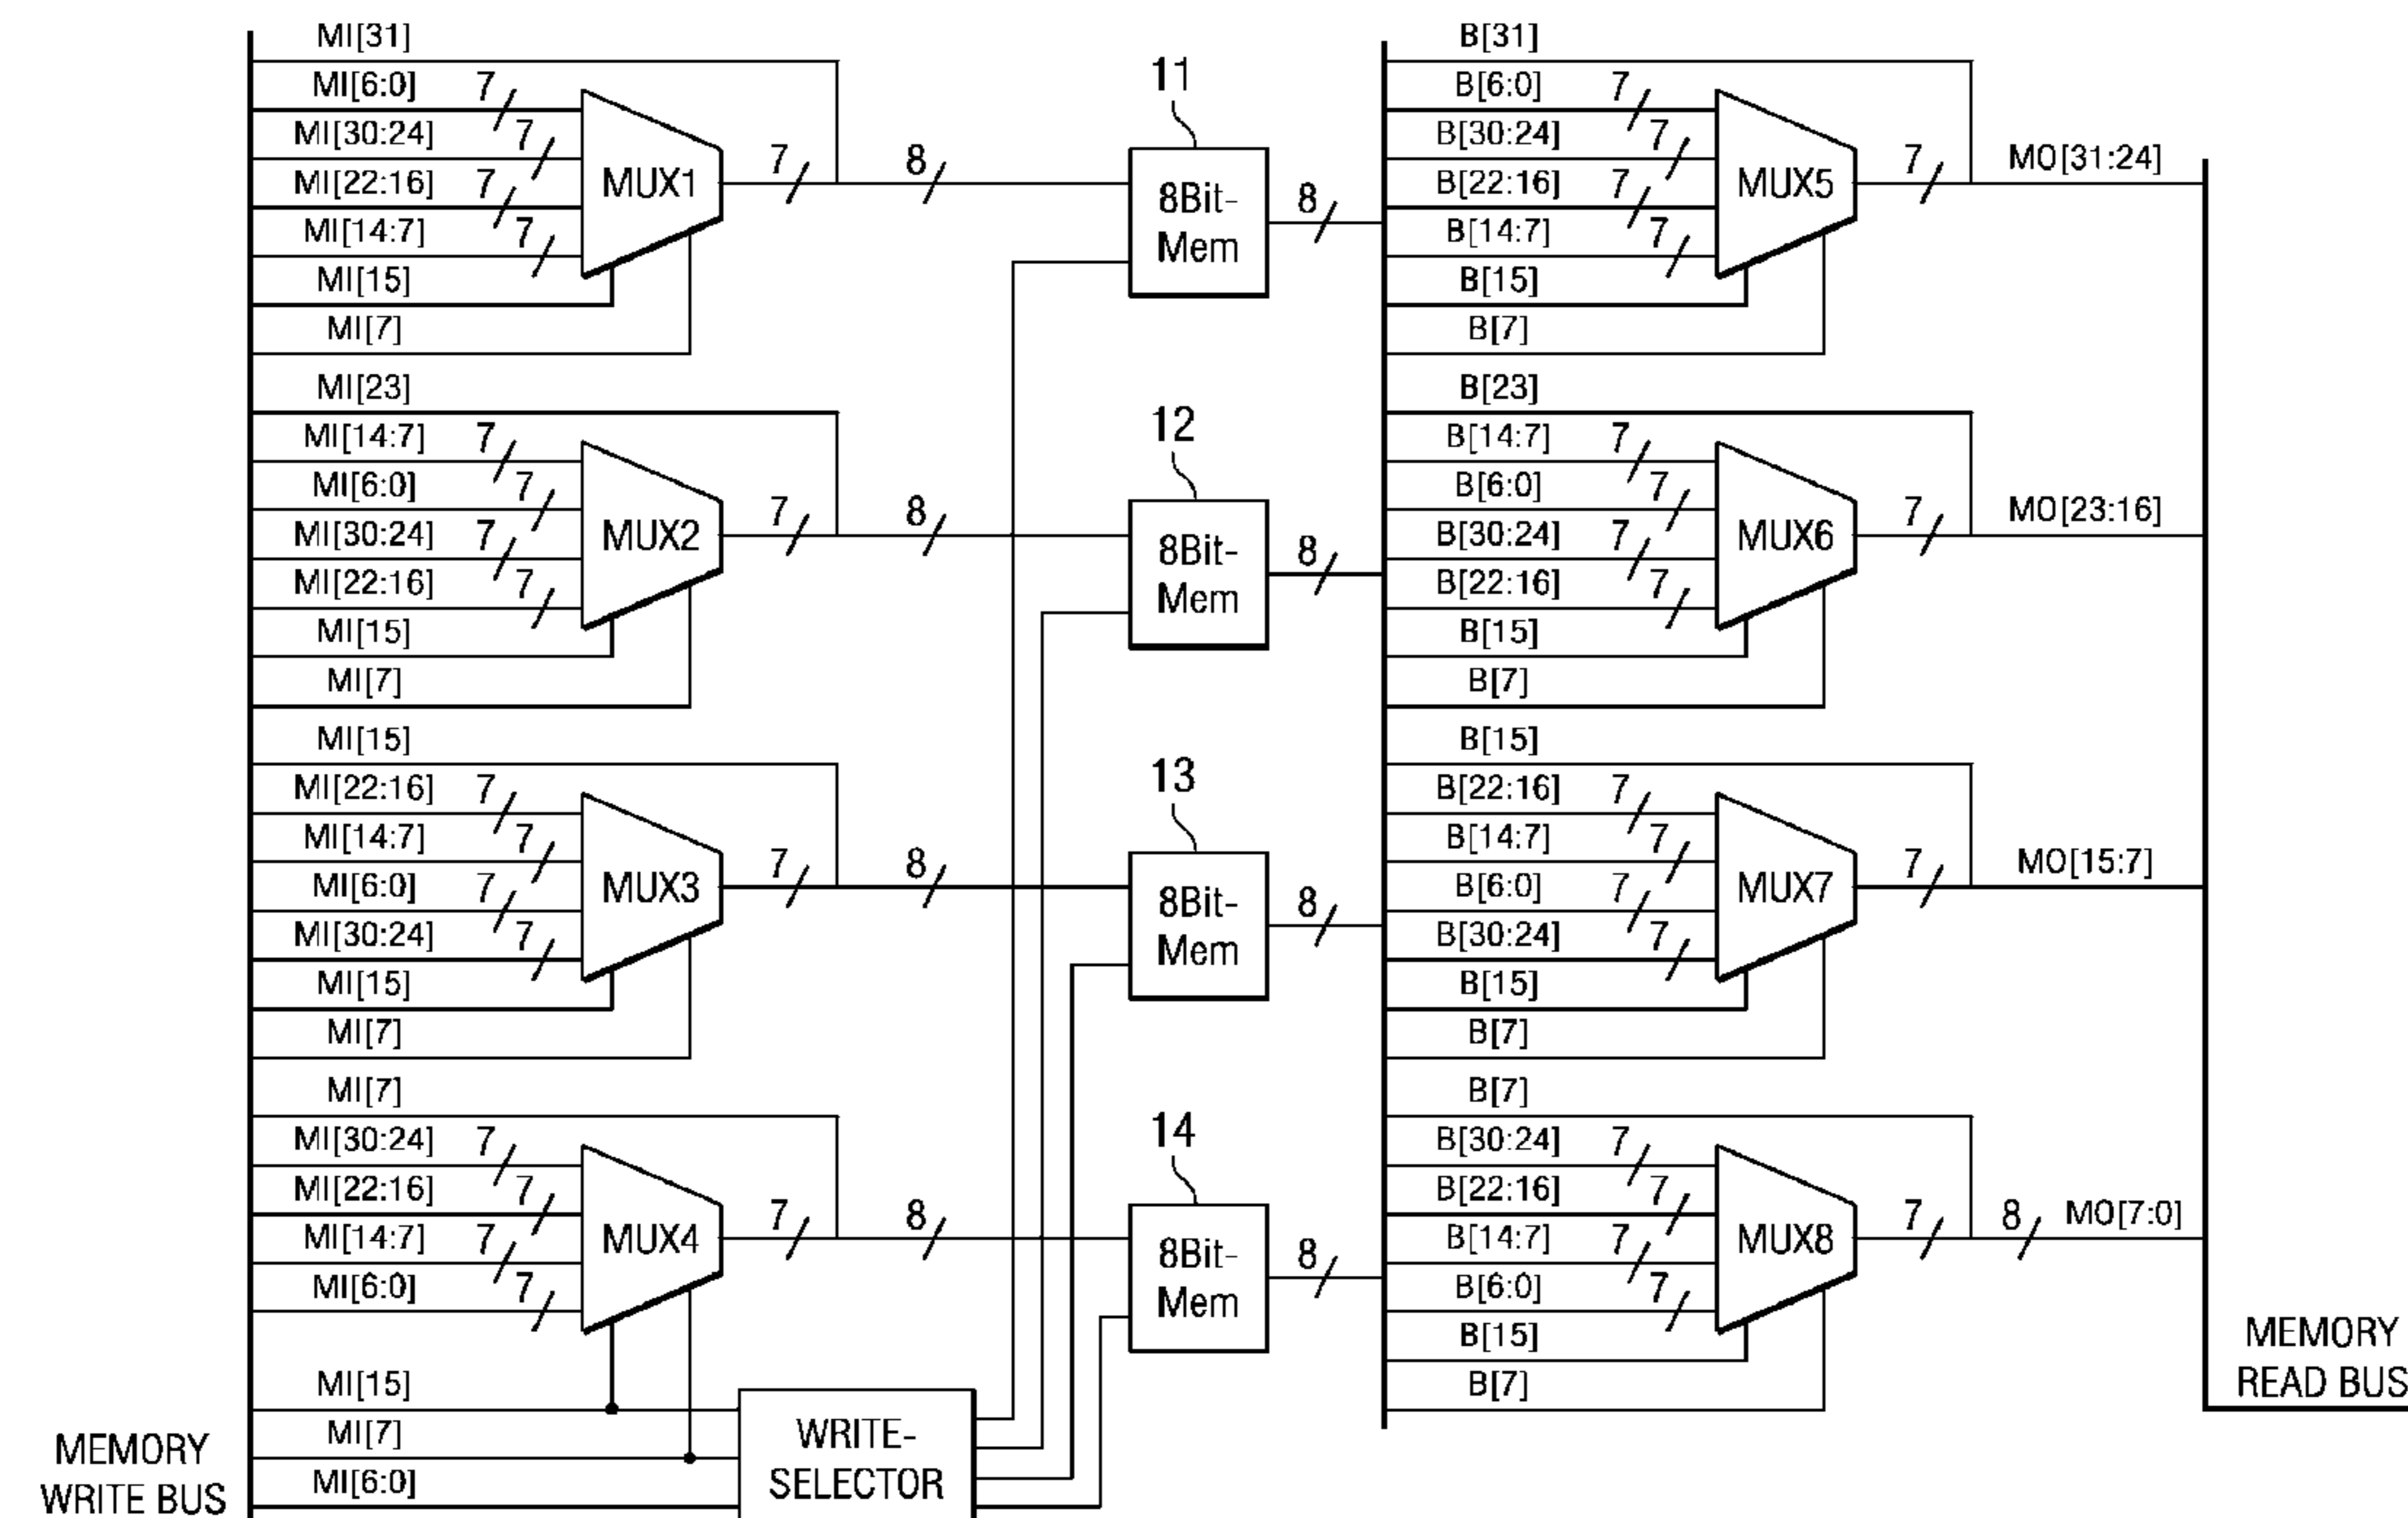 MI[31]
MI[6:0] 7
MI[30:24] 7
MI[22:16] 7
MI[14:7] 7
MI[15]
MI[7]
MUX1
7 8
MI[23]
MI[14:7] 7
MI[6:0] 7
MI[30:24] 7
MI[22:16] 7
MI[15]
MI[7]
MUX2
7 8
MI[15]
MI[22:16] 7
MI[14:7] 7
MI[6:0] 7
MI[30:24] 7
MI[15]
MI[7]
MUX3
7 8
MI[7]
MI[30:24] 7
MI[22:16] 7
MI[14:7] 7
MI[6:0] 7
MUX4
7 8
MI[15]
MI[7]
MI[6:0]
MEMORY
WRITE BUS
WRITE-
SELECTOR
11
8Bit-
Mem
8
12
8Bit-
Mem
8
13
8Bit-
Mem
8
14
8Bit-
Mem
8
B[31]
B[6:0] 7
B[30:24] 7
B[22:16] 7
B[14:7] 7
B[15]
B[7]
MUX5
7 MO[31:24]
B[23]
B[14:7] 7
B[6:0] 7
B[30:24] 7
B[22:16] 7
B[15]
B[7]
MUX6
7 MO[23:16]
B[15]
B[22:16] 7
B[14:7] 7
B[6:0] 7
B[30:24] 7
B[15]
B[7]
MUX7
7 MO[15:7]
B[7]
B[30:24] 7
B[22:16] 7
B[14:7] 7
B[6:0] 7
B[15]
B[7]
MUX8
7 8 MO[7:0]
MEMORY
READ BUS